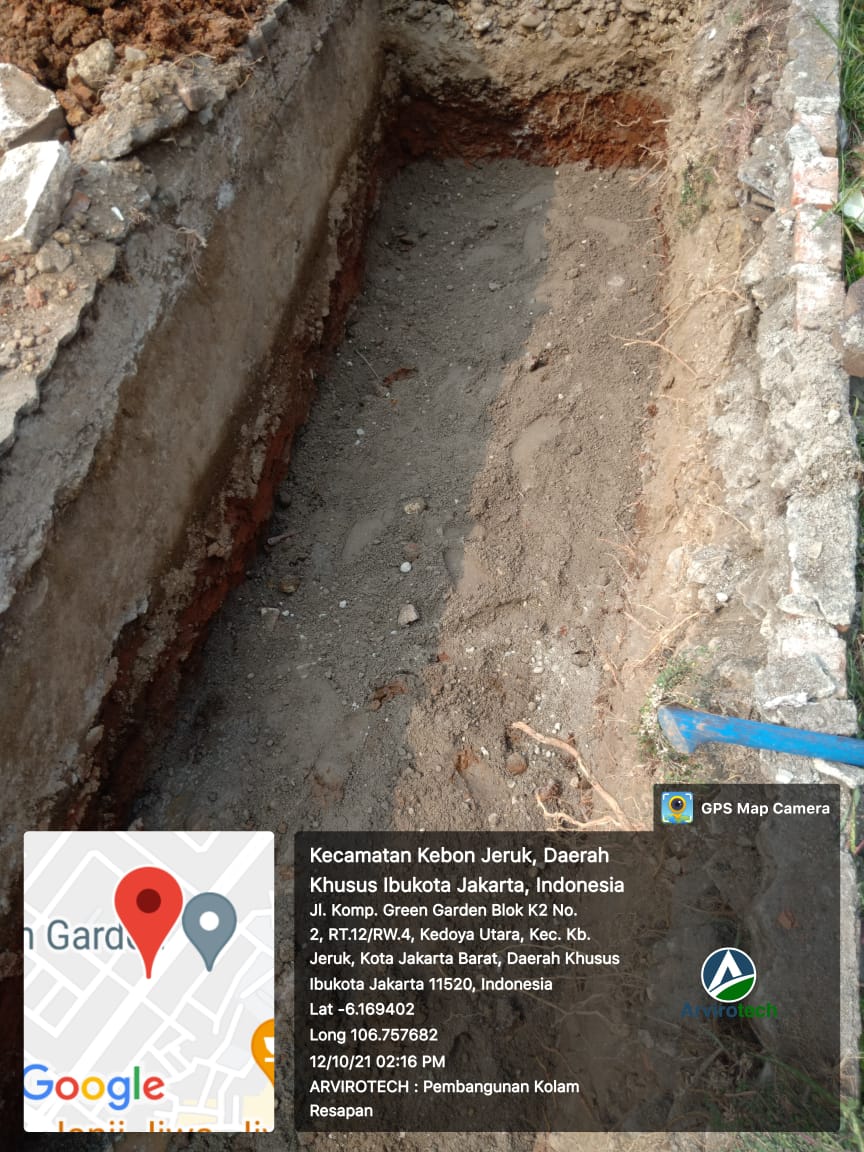 GPS Map Camera
Kecamatan Kebon Jeruk, Daerah
Khusus Ibukota Jakarta, Indonesia
Jl. Komp. Green Garden Blok K2 No.
2, RT.12/RW.4, Kedoya Utara, Kec. Kb.
Jeruk, Kota Jakarta Barat, Daerah Khusus
Ibukota Jakarta 11520, Indonesia
Lat -6.169402
Long 106.757682
12/10/21 02:16 PM
ARVIROTECH : Pembangunan Kolam
Resapan
Arvirotech
n Garde
Google